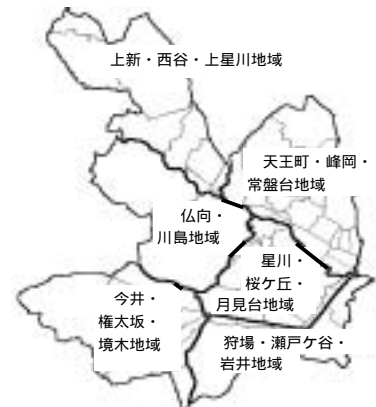 上新・西谷・上星川地域
天王町・峰岡・
常盤台地域
仏向・
川島地域
星川・
桜ケ丘・
月見台地域
今井・
権太坂・
境木地域
狩場・瀬戸ケ谷・
岩井地域